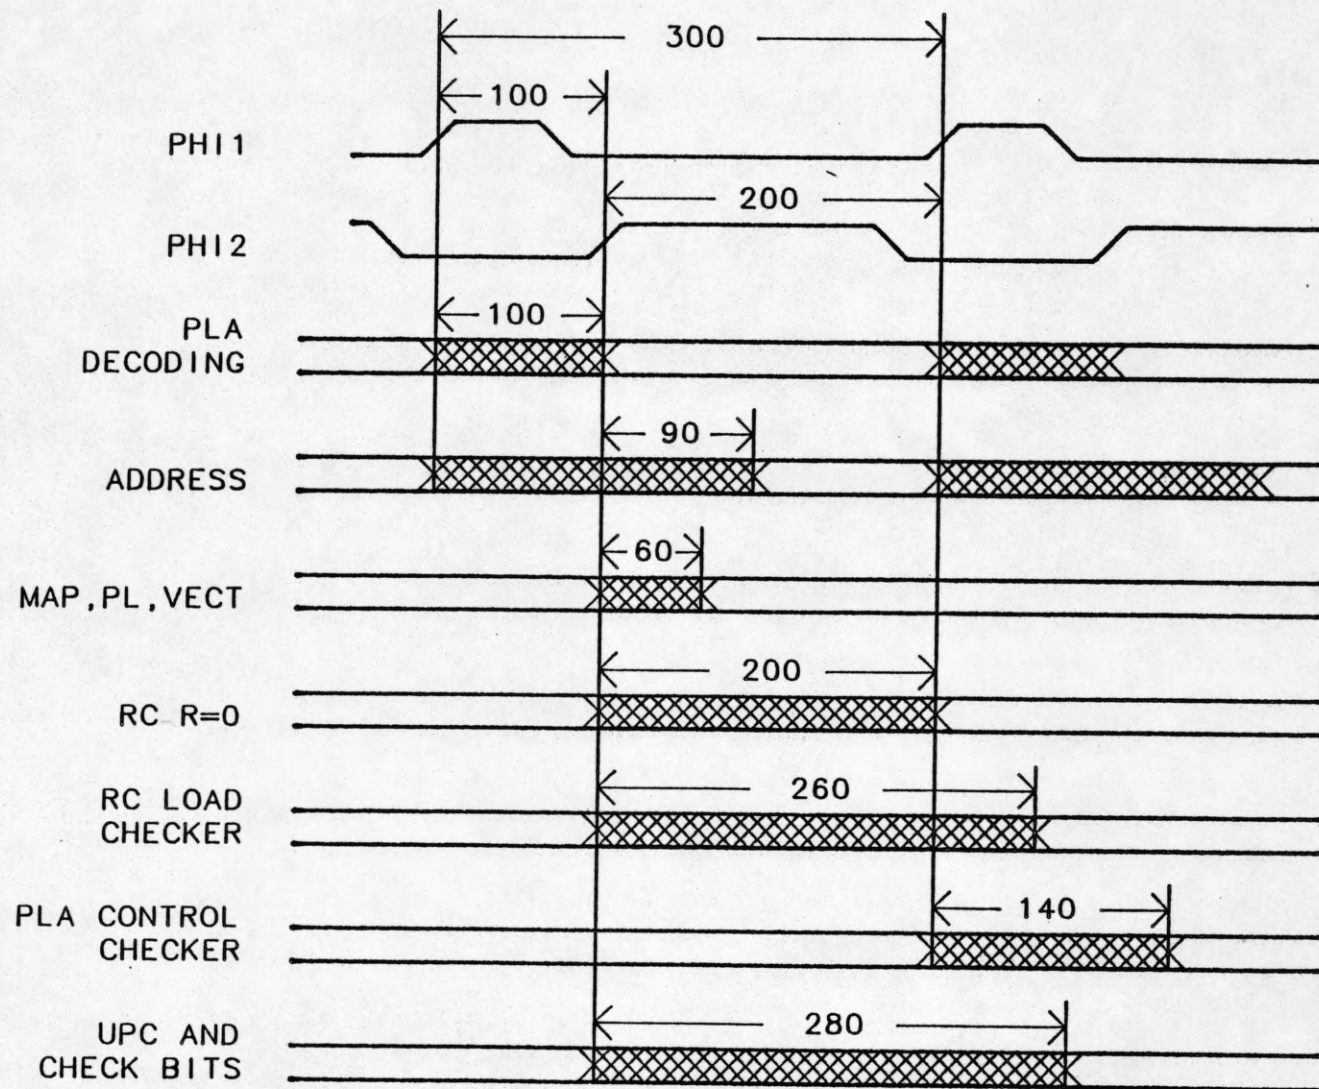 300
100
PHI1
200
PHI2
100
PLA
DECODING
90
ADDRESS
60
MAP,PL,VECT
200
RC R=0
260
RC LOAD
CHECKER
140
PLA CONTROL
CHECKER
280
UPC AND
CHECK BITS